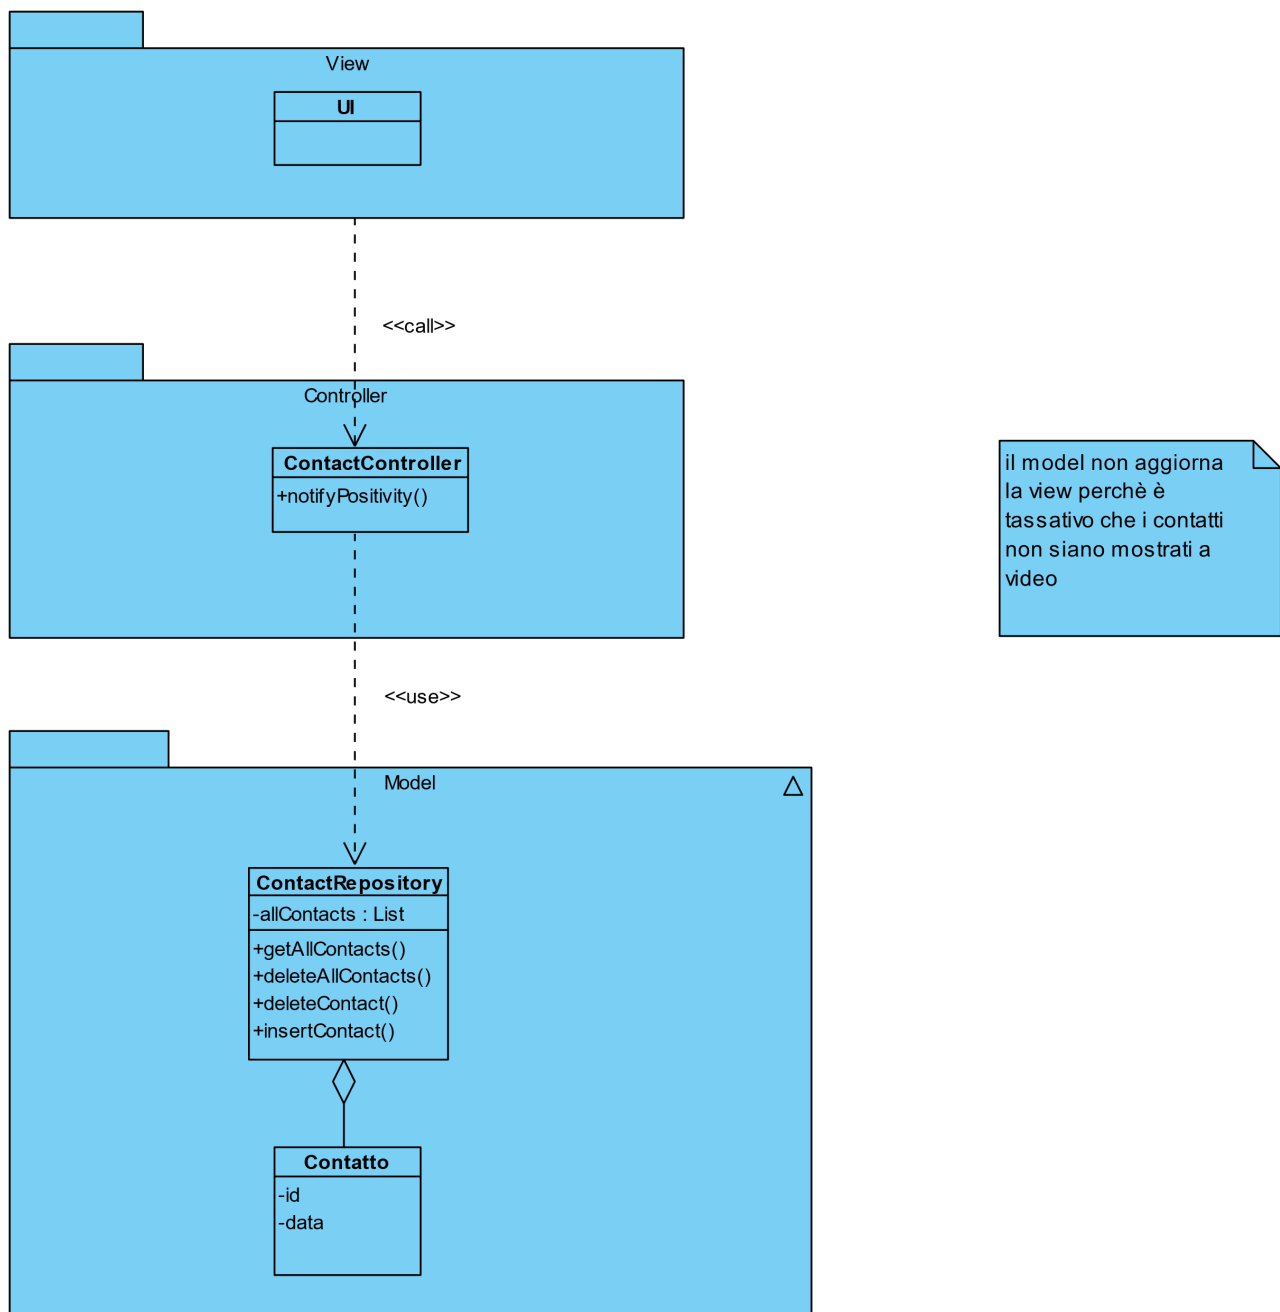 View
UI
<<call>>
Controller
ContactController
+notifyPositivity()
il model non aggiorna
la view perchè è
tassativo che i contatti
non siano mostrati a
video
<<use>>
Model
ContactRepository
-allContacts : List
+getAllContacts()
+deleteAllContacts()
+deleteContact()
+insertContact()
Contatto
-id
-data